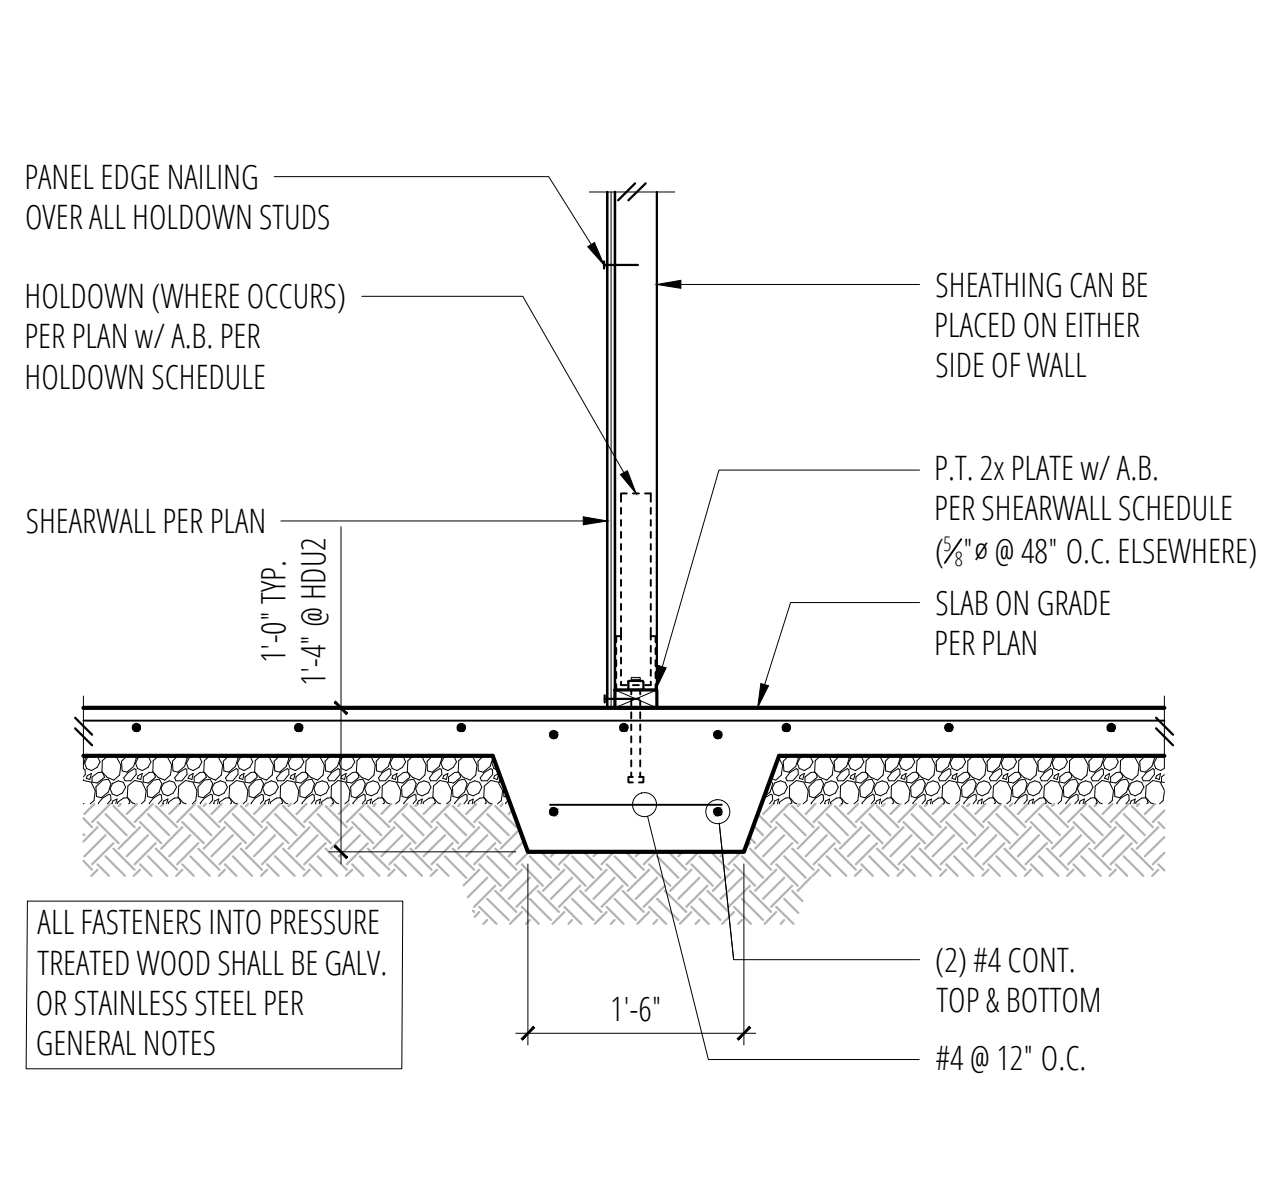 PANEL EDGE NAILING
OVER ALL HOLDOWN STUDS
HOLDOWN (WHERE OCCURS)
PER PLAN w/ A.B. PER
HOLDOWN SCHEDULE
SHEARWALL PER PLAN
1'-0" TYP.
1'-4" @ HDU2
SHEATHING CAN BE
PLACED ON EITHER
SIDE OF WALL
P.T. 2x PLATE w/ A.B.
PER SHEARWALL SCHEDULE
(5/8"ø @ 48" O.C. ELSEWHERE)
SLAB ON GRADE
PER PLAN
ALL FASTENERS INTO PRESSURE
TREATED WOOD SHALL BE GALV.
OR STAINLESS STEEL PER
GENERAL NOTES
1'-6"
(2) #4 CONT.
TOP & BOTTOM
#4 @ 12" O.C.